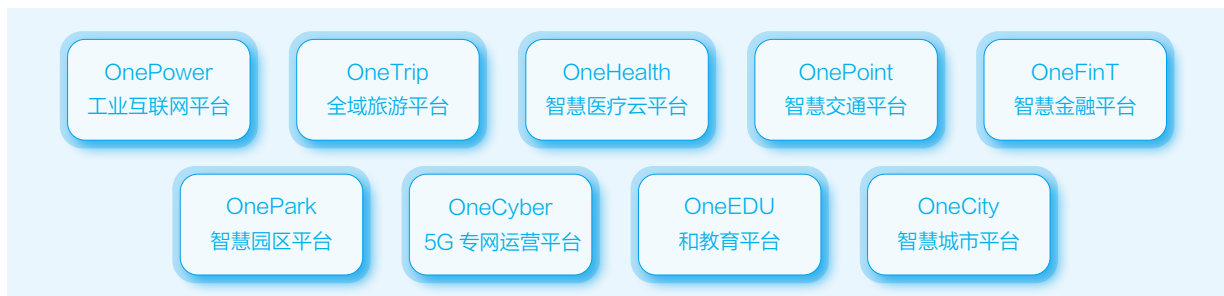 OnePower
工业互联网平台
OneTrip
全域旅游平台
OneHealth
智慧医疗云平台
OnePoint
智慧交通平台
OneFinT
智慧金融平台
OnePark
智慧园区平台
OneCyber
5G 专网运营平台
OneEDU
和教育平台
OneCity
智慧城市平台